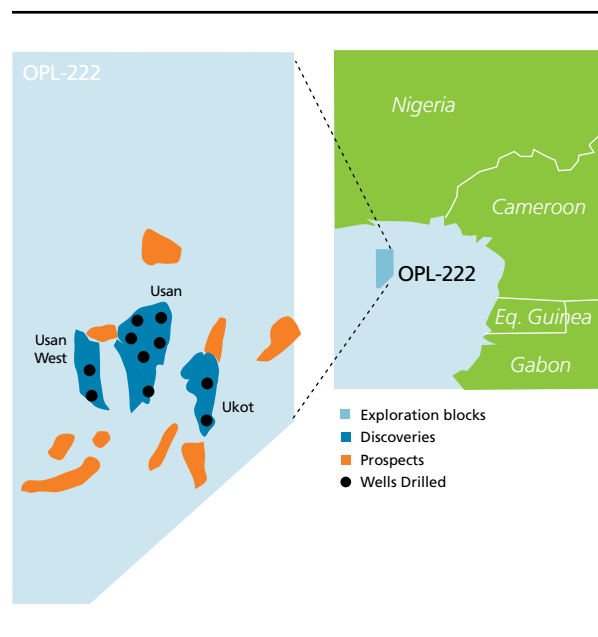 OPL-222
Usan
Usan
West
Ukot
Nigeria
Cameroon
OPL-222
Eq. Guinea
Gabon
Exploration blocks
Discoveries
Prospects
Wells Drilled